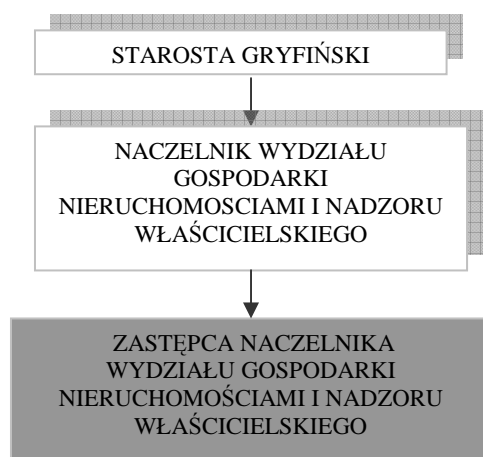 STAROSTA GRYFIŃSKI
NACZELNIK WYDZIAŁU
GOSPODARKI
NIERUCHOMOSCIAMI I NADZORU
WŁAŚCICIELSKIEGO
ZASTĘPCA NACZELNIKA
WYDZIAŁU GOSPODARKI
NIERUCHOMOŚCIAMI I NADZORU
WŁAŚCICIELSKIEGO